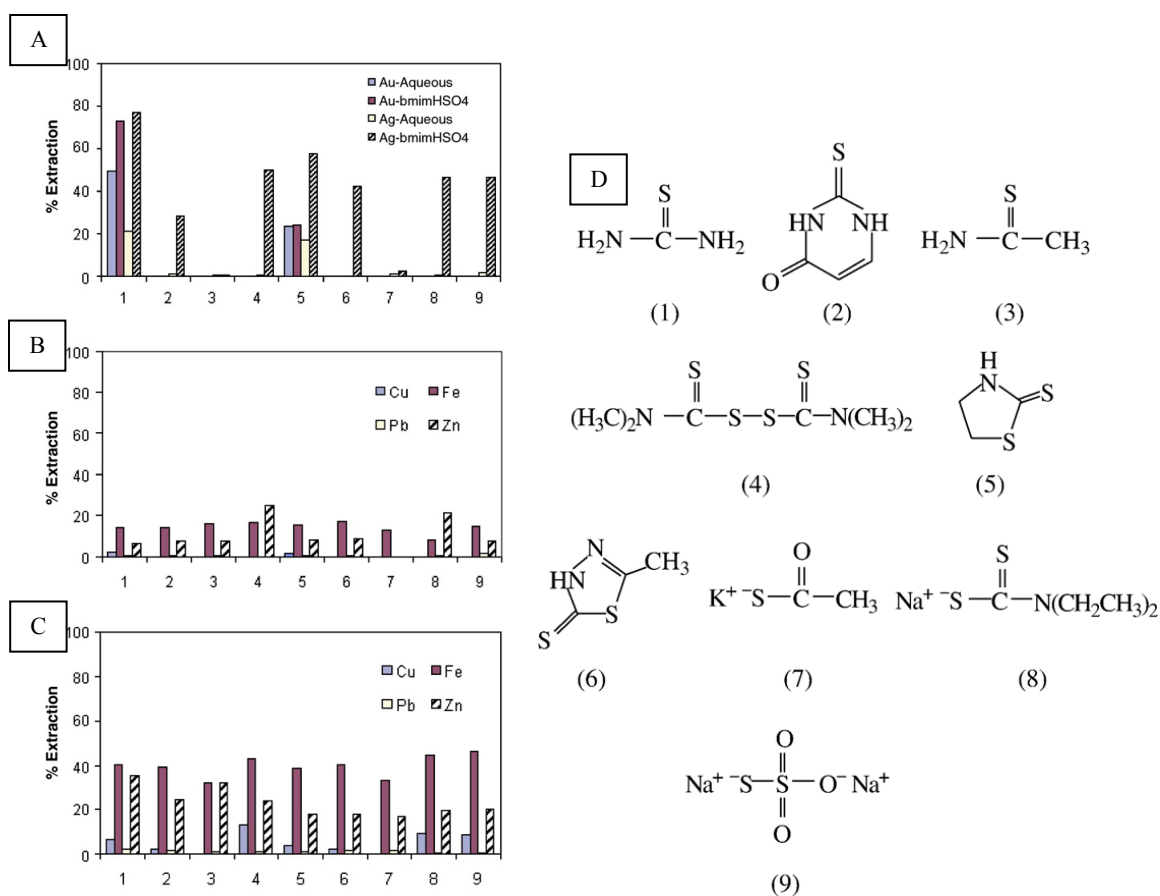 A
100
80
60
40
20
0
% Extraction
Au-Aqueous
Au-bmimHSO4
Ag-Aqueous
Ag-bmimHSO4
1 2 3 4 5 6 7 8 9
B
100
80
60
40
20
0
% Extraction
Cu Fe
Pb Zn
1 2 3 4 5 6 7 8 9
C
100
80
60
40
20
0
% Extraction
Cu Fe
Pb Zn
1 2 3 4 5 6 7 8 9
D
S
H₂N C NH₂
(1)
S
HN NH
O
(2)
S
H₂N C CH₃
(3)
S S
(H₃C)₂N C S S C N(CH₃)₂
(4)
H
N
S
S
(5)
N
HN CH₃
S
S
(6)
O
K⁺ ⁻S C CH₃
(7)
S
Na⁺ ⁻S C N(CH₂CH₃)₂
(8)
O
Na⁺ ⁻S S O⁻ Na⁺
O
(9)